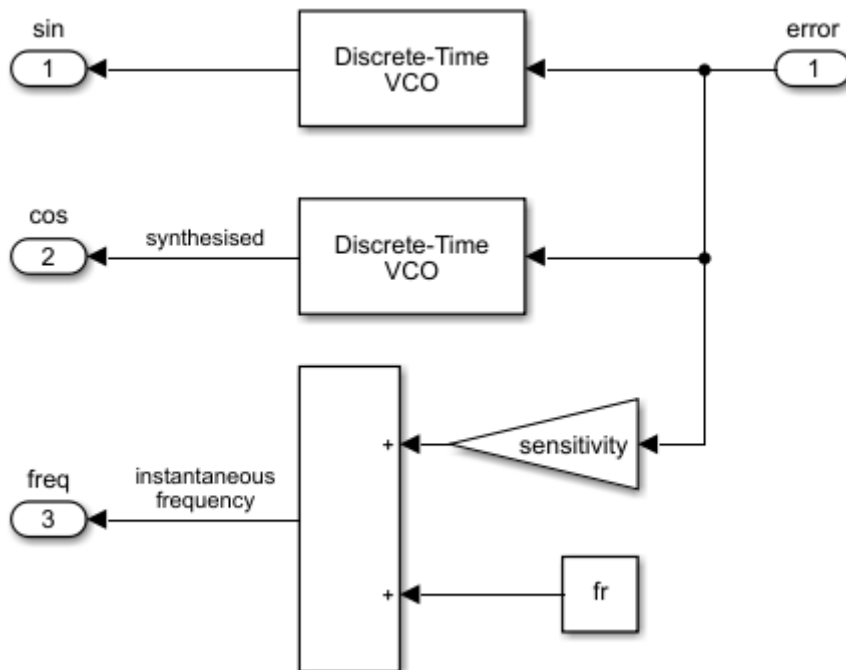 sin
1
Discrete-Time
VCO
error
1
cos
2
synthesised
Discrete-Time
VCO
freq
3
instantaneous
frequency
+
sensitivity
+
fr